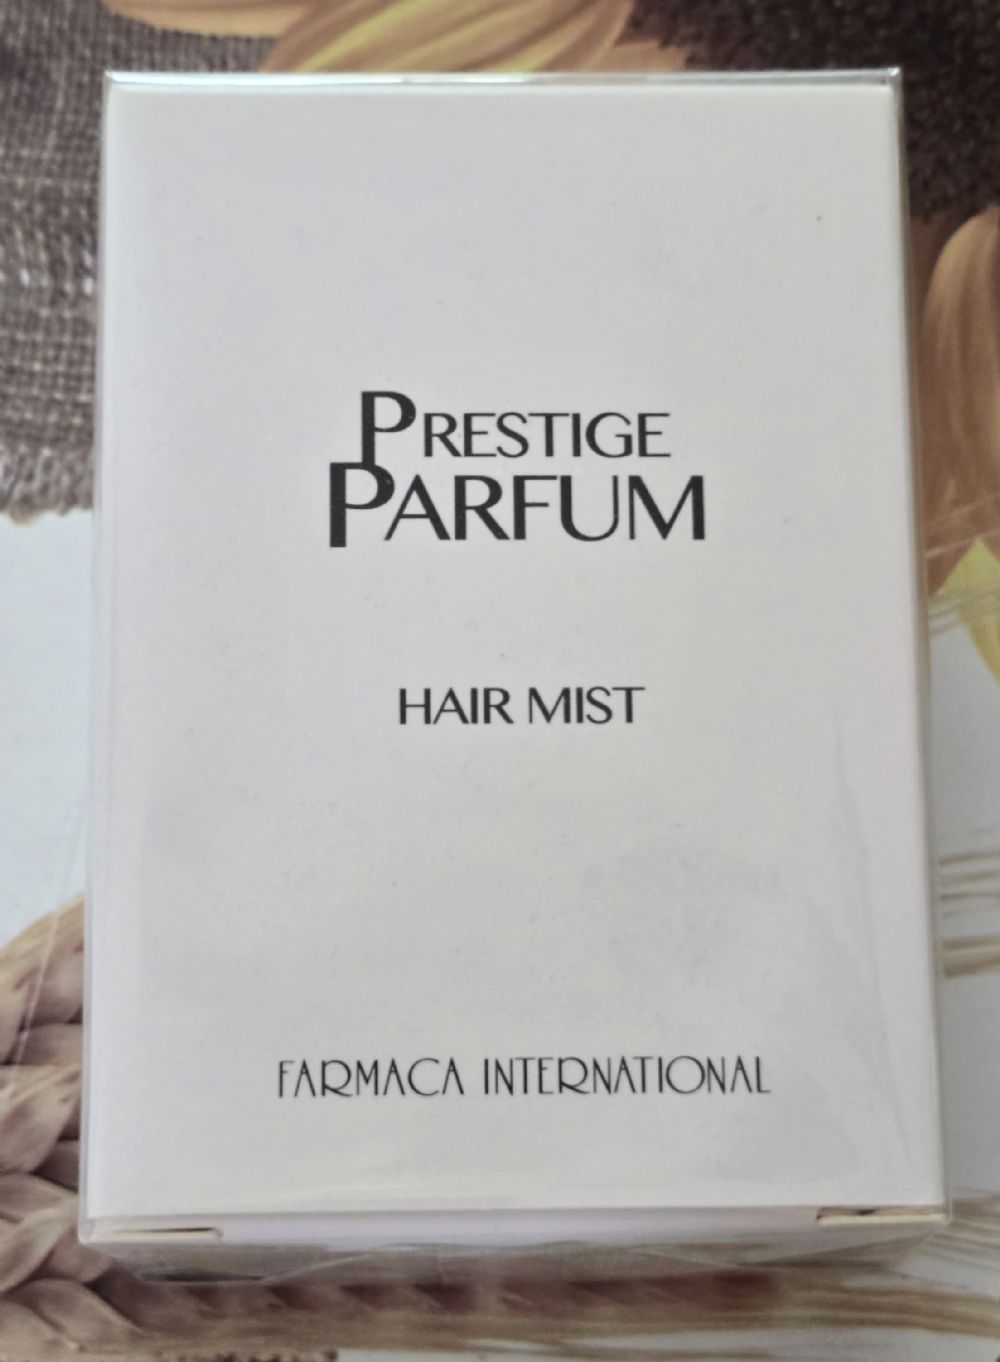 PRESTIGE
PARFUM
HAIR MIST
FARMACA INTERNATIONAL